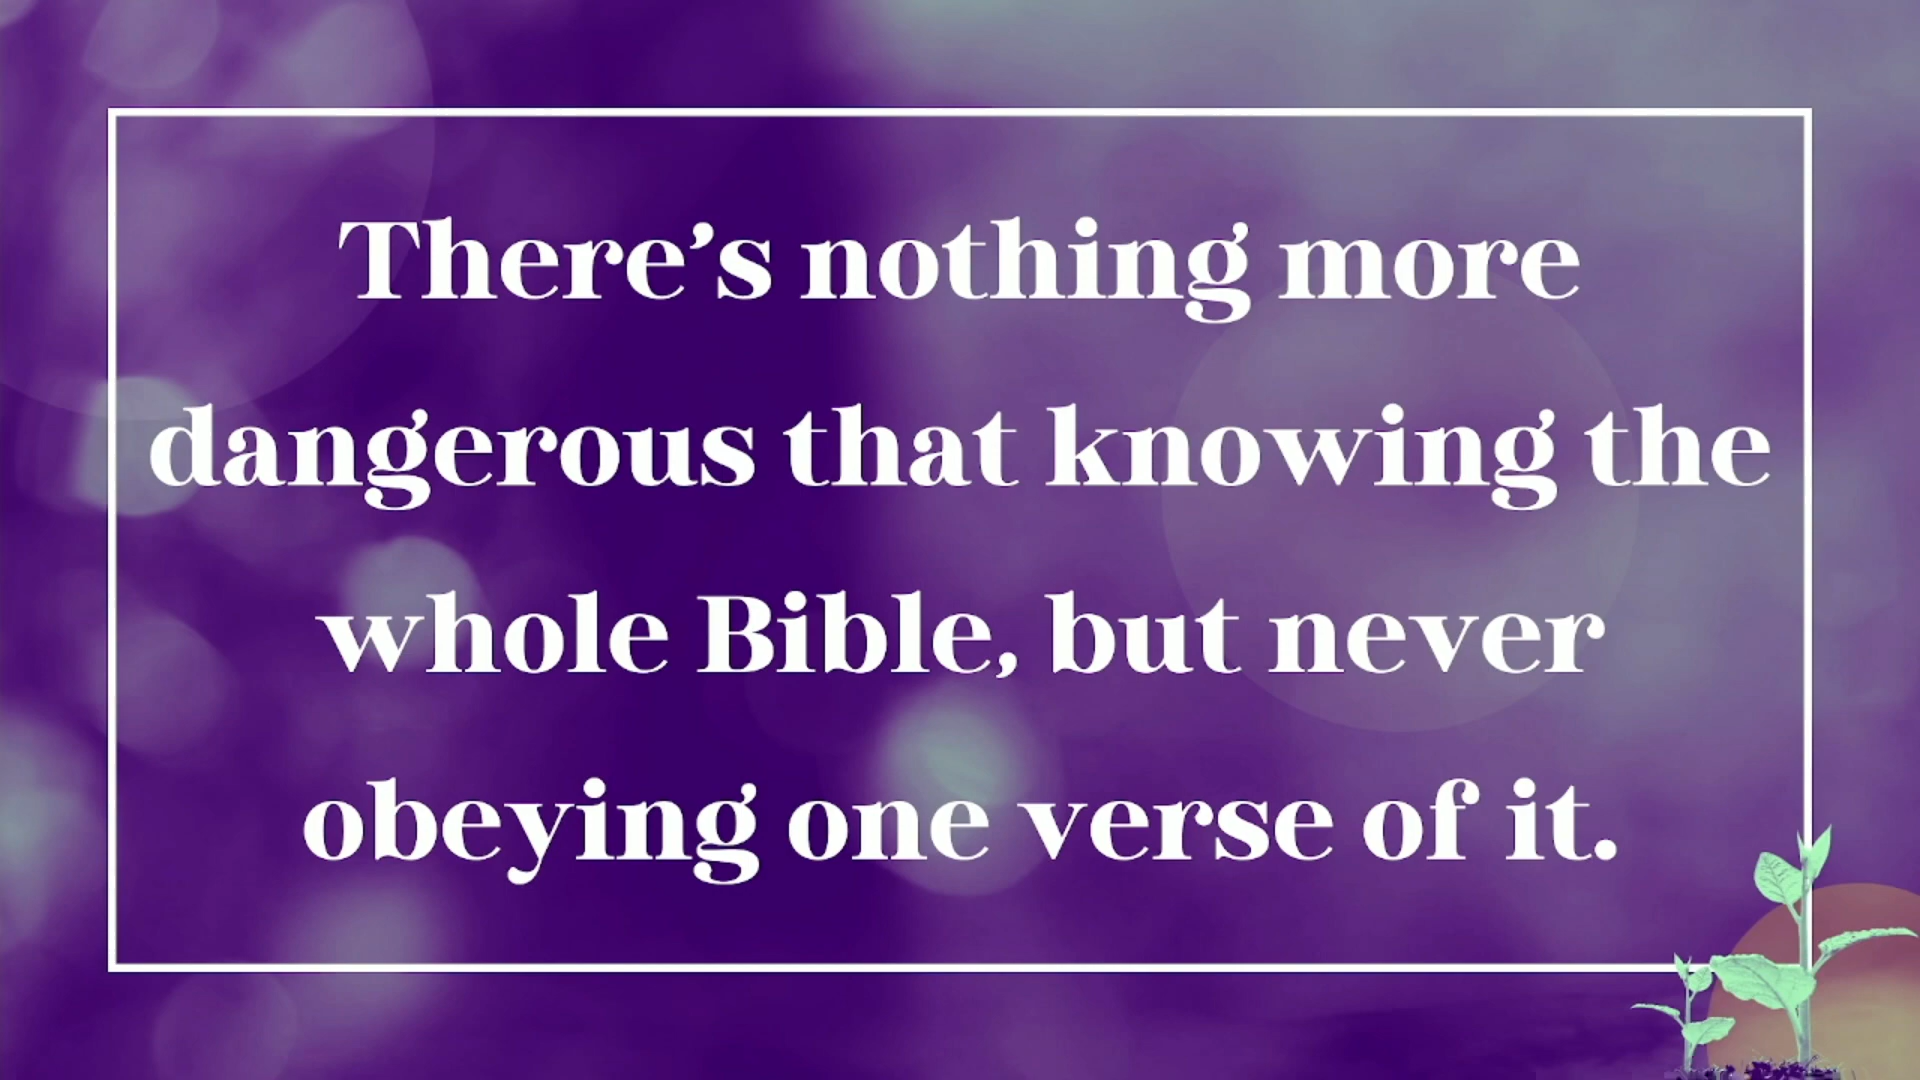 There's nothing more
dangerous that knowing the
whole Bible, but never
obeying one verse of it.